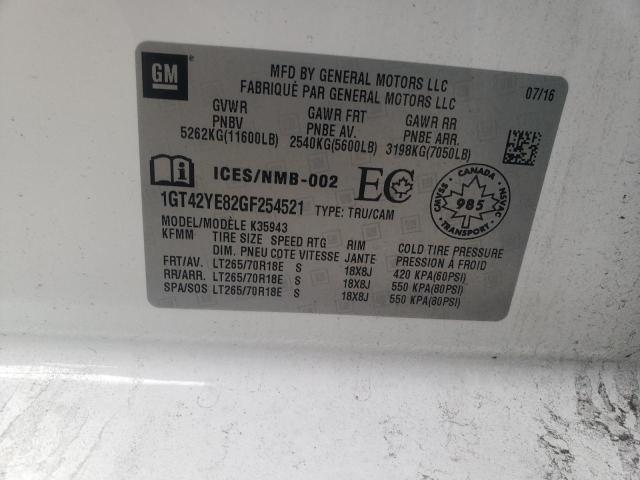 GM
MFD BY GENERAL MOTORS LLC
FABRIQUÉ PAR GENERAL MOTORS LLC
07/16
GVWR GAWR FRT GAWR RR
PNBV PNBE AV. PNBE ARR.
5262KG(11600LB) 2540KG(5600LB) 3198KG(7050LB)
ICES/NMB-002 EC
1GT42YE82GF254521 TYPE: TRU/CAM
CANADA
985
TRANSPORT
MVSS
NSVAC
MODEL/MODÈLE K35943
KFMM TIRE SIZE SPEED RTG RIM COLD TIRE PRESSURE
DIM. PNEU COTE VITESSE JANTE PRESSION À FROID
FRT/AV. LT265/70R18E S 18X8J 420 KPA(60PSI)
RR/ARR. LT265/70R18E S 18X8J 550 KPA(80PSI)
SPA/SOS LT265/70R18E S 18X8J 550 KPA(80PSI)